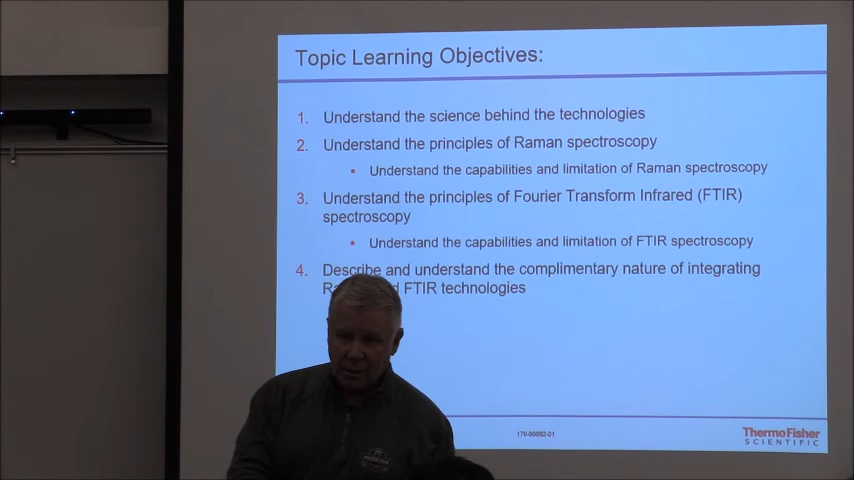 Topic Learning Objectives:
1. Understand the science behind the technologies
2. Understand the principles of Raman spectroscopy
• Understand the capabilities and limitation of Raman spectroscopy
3. Understand the principles of Fourier Transform Infrared (FTIR)
spectroscopy
• Understand the capabilities and limitation of FTIR spectroscopy
4. Describe and understand the complimentary nature of integrating
FTIR technologies
170-00092-01
ThermoFisher
SCIENTIFIC